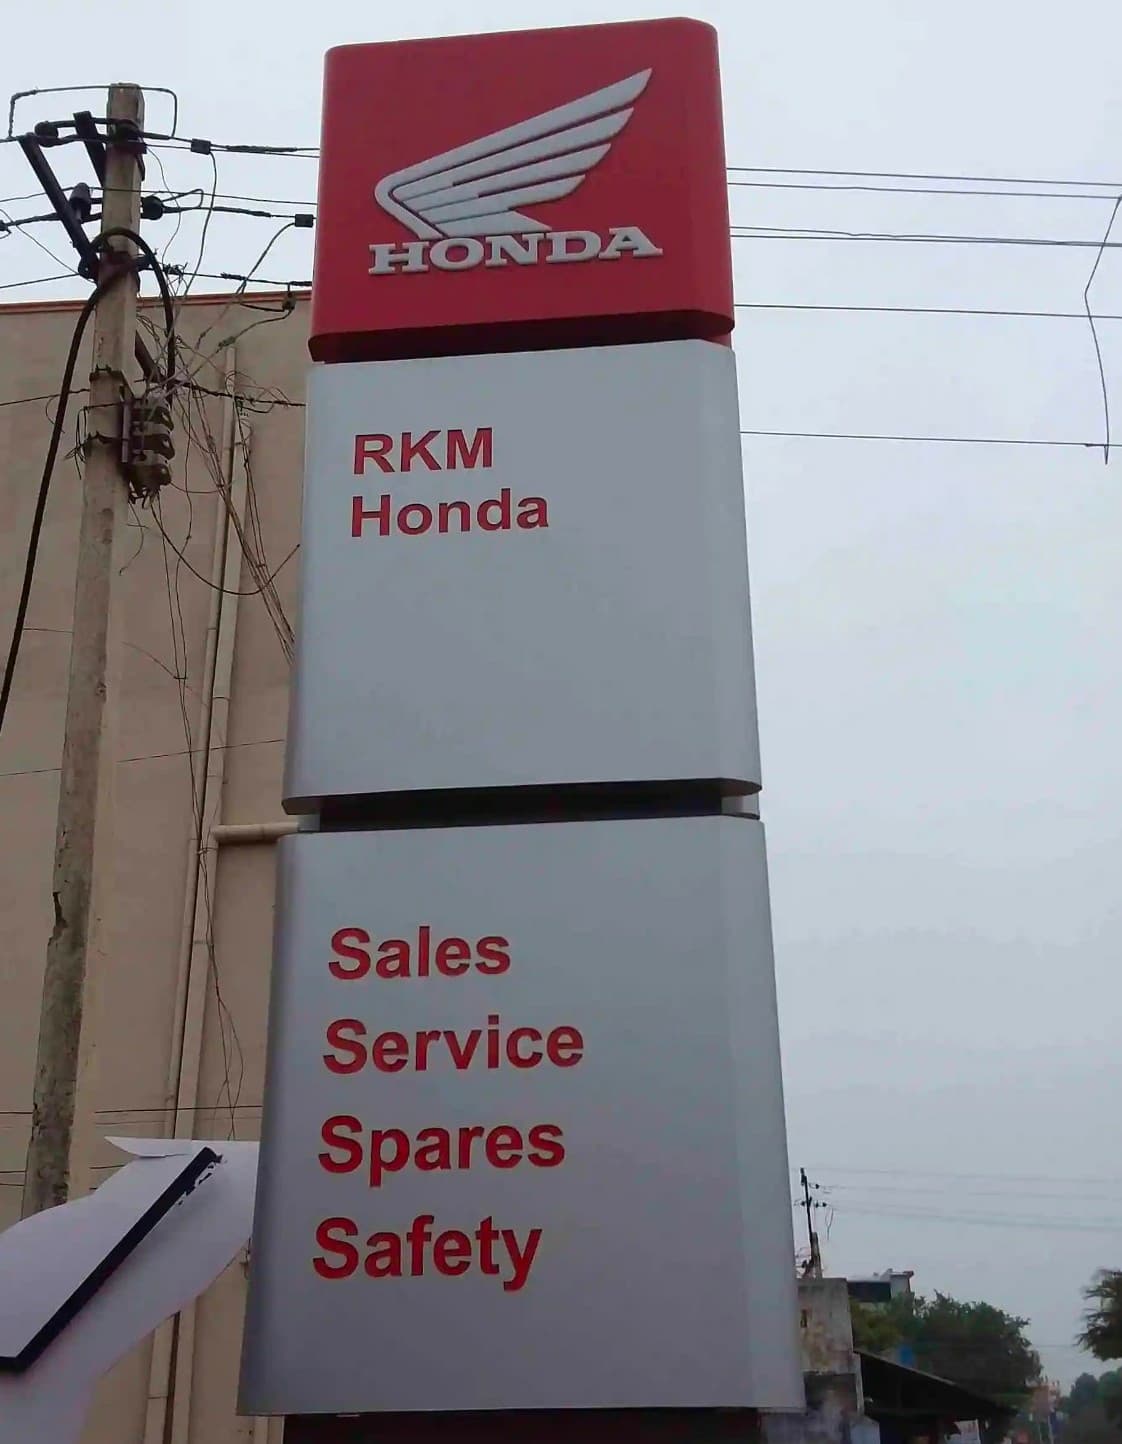 HONDA
RKM
Honda
Sales
Service
Spares
Safety